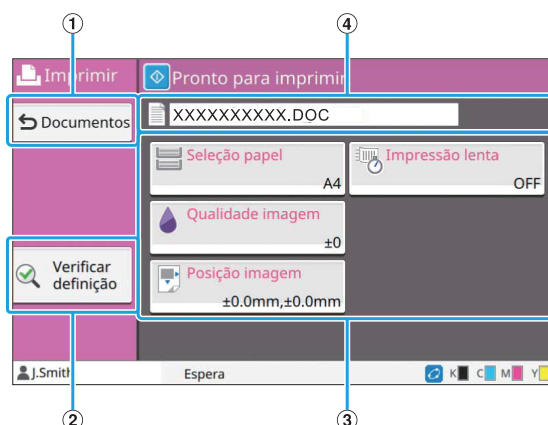 ① ④
Imprimir
Pronto para imprimir
Documentos
XXXXXXXXXX.DOC
Seleção papel
A4
Impressão lenta
OFF
Qualidade imagem
±0
Verificar
definição
Posição imagem
±0.0mm,±0.0mm
J.Smith
Espera
K C M Y
② ③